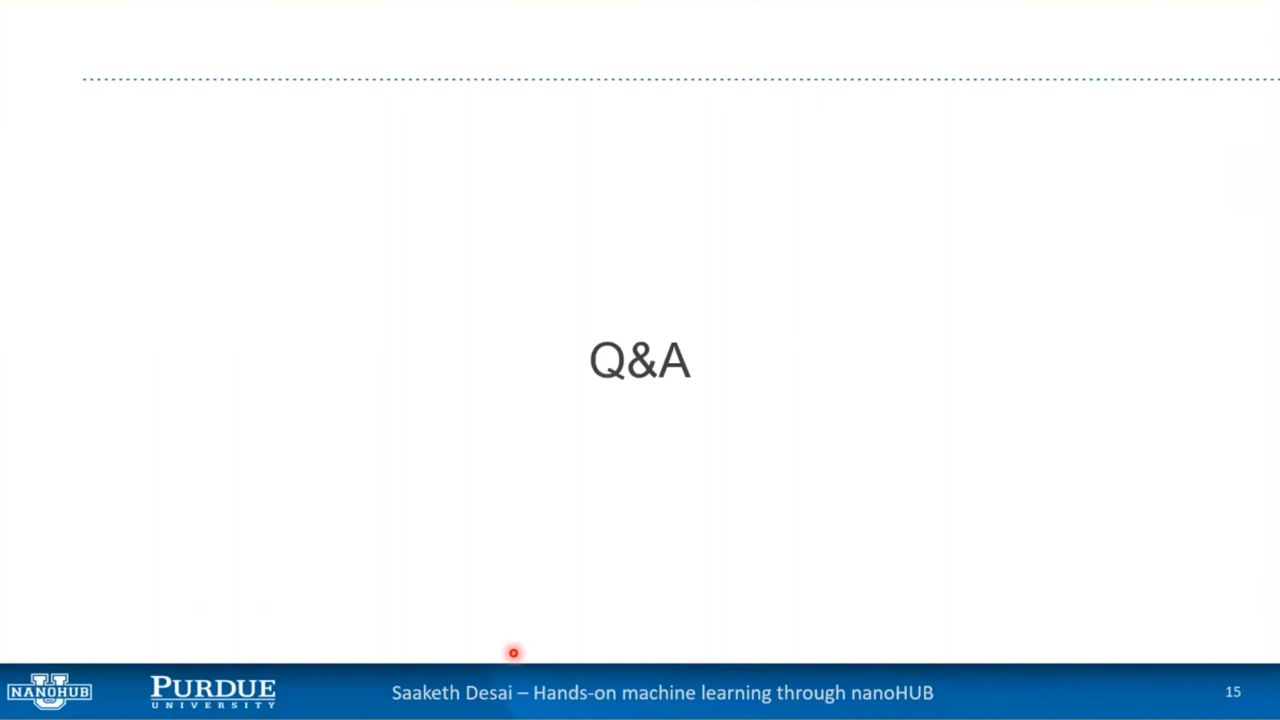 Q&A
NANOHUB
U
PURDUE
UNIVERSITY
Saaketh Desai – Hands-on machine learning through nanoHUB
15